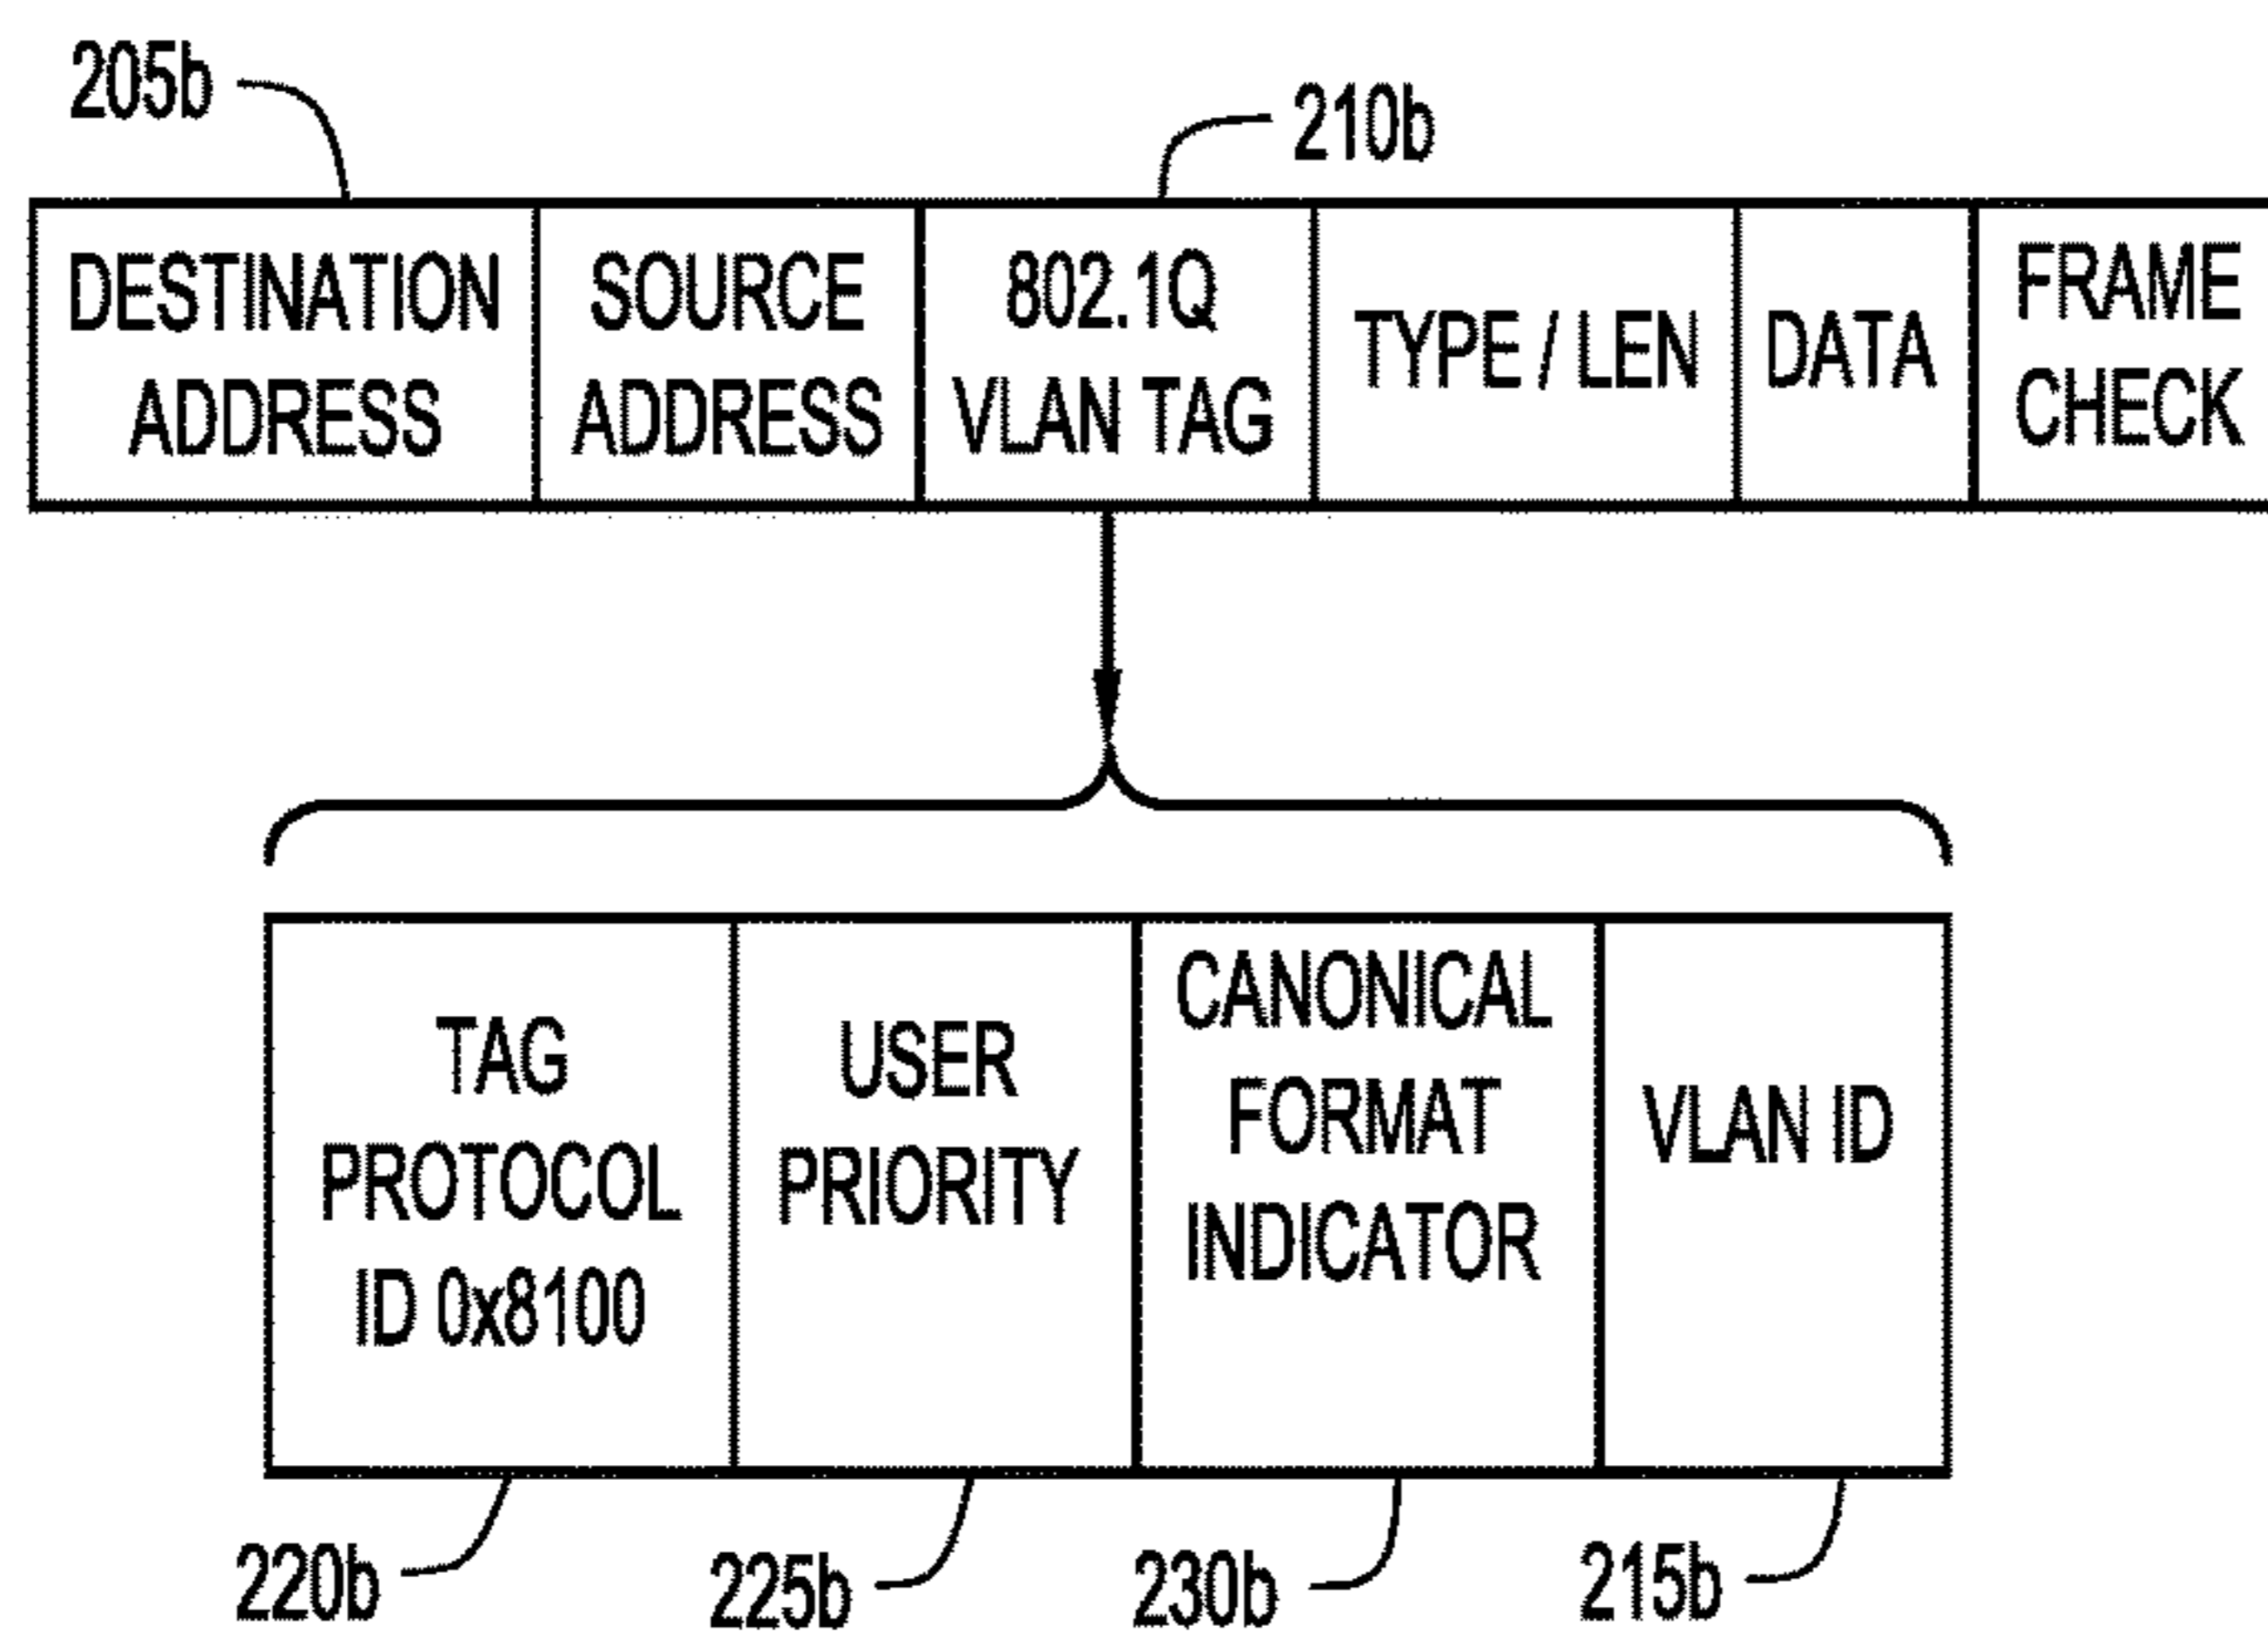 205b
210b
DESTINATION
ADDRESS
SOURCE
ADDRESS
802.1Q
VLAN TAG
TYPE / LEN
DATA
FRAME
CHECK
TAG
PROTOCOL
ID 0x8100
USER
PRIORITY
CANONICAL
FORMAT
INDICATOR
VLAN ID
220b
225b
230b
215b